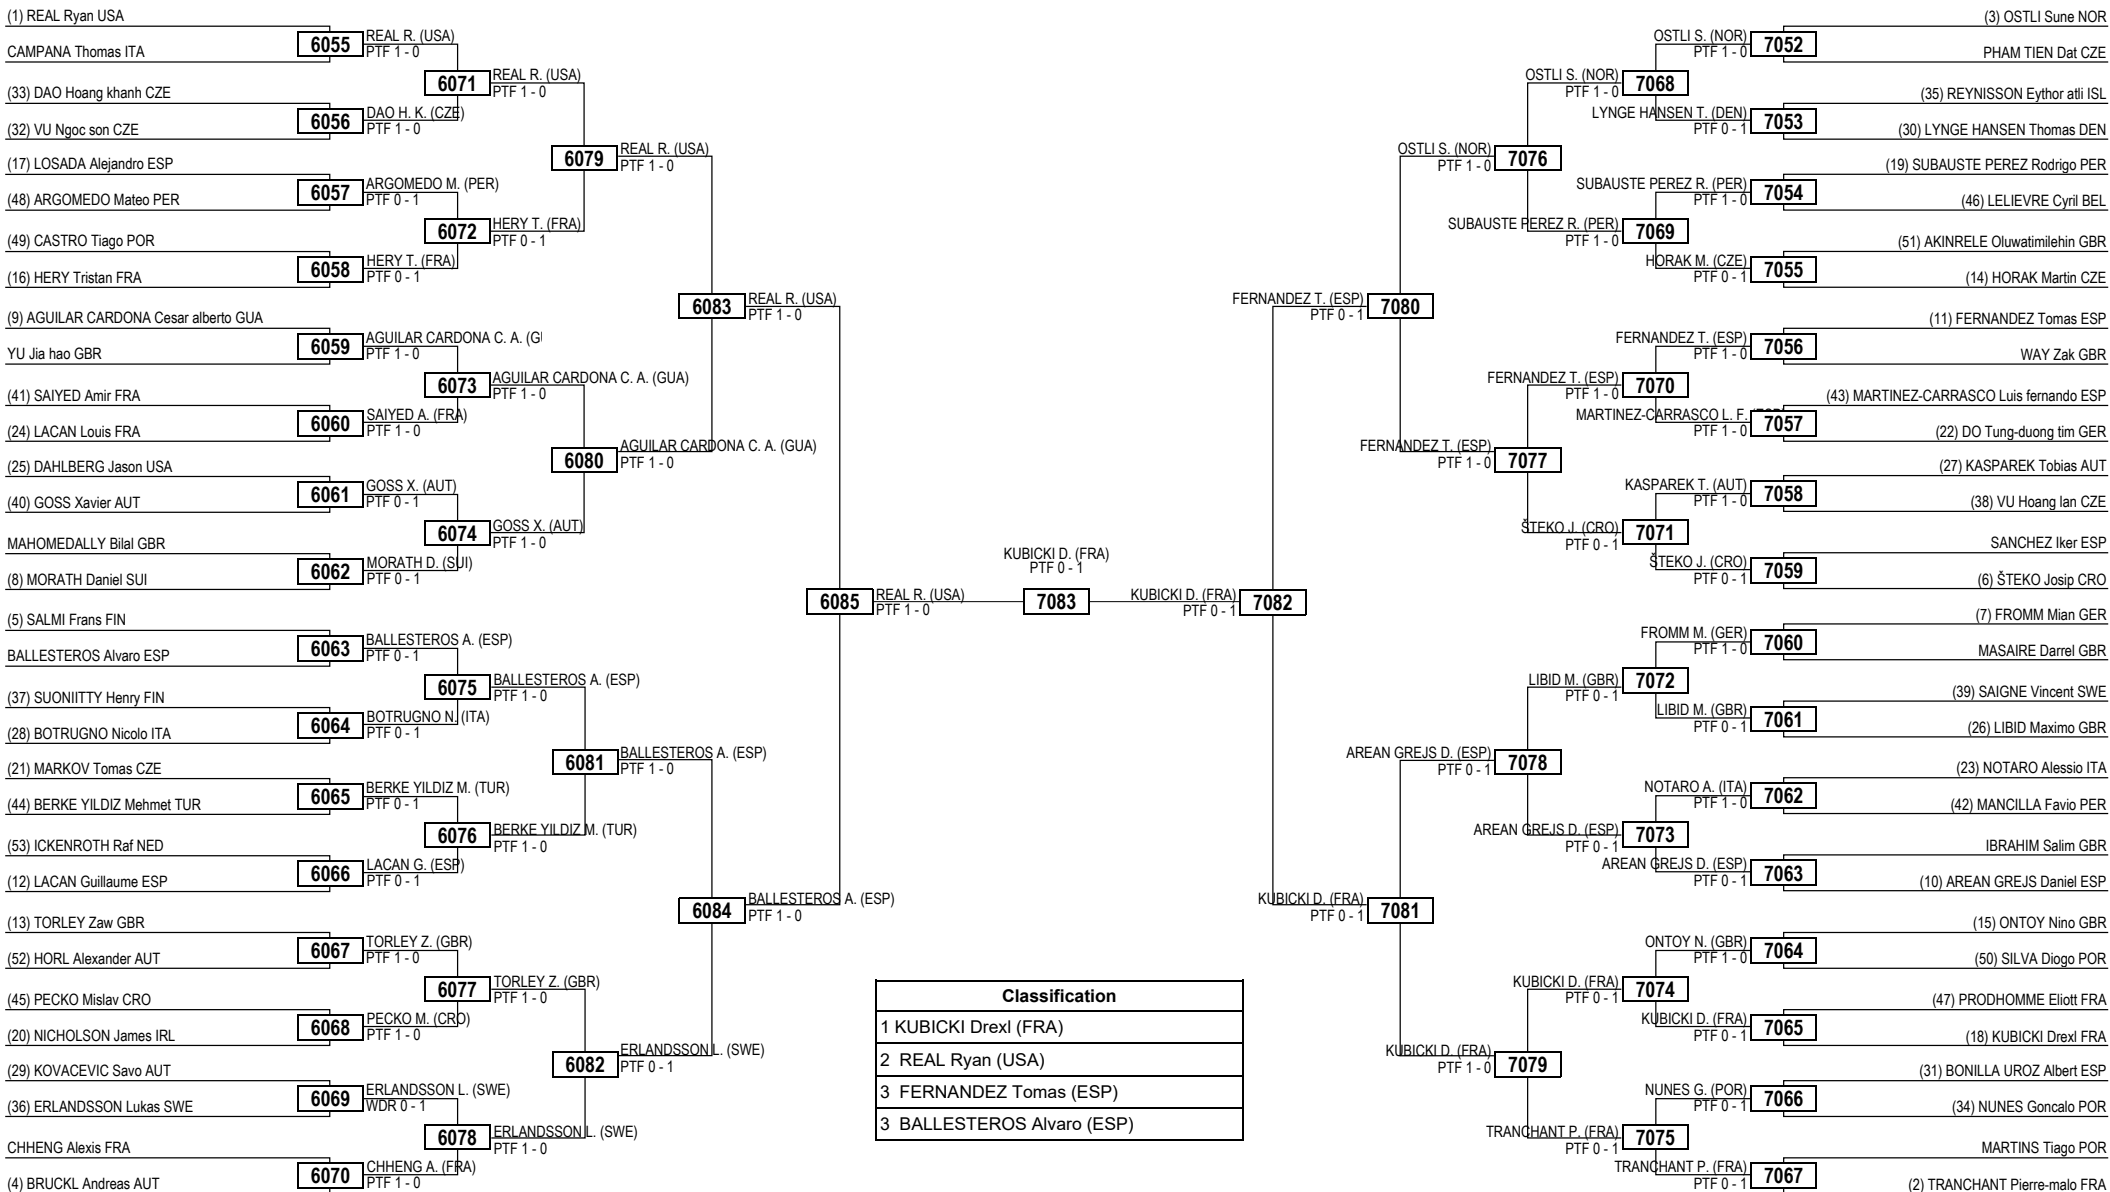 (1) REAL Ryan USA
CAMPANA Thomas ITA
(33) DAO Hoang khanh CZE
(32) VU Ngoc son CZE
(17) LOSADA Alejandro ESP
(48) ARGOMEDO Mateo PER
(49) CASTRO Tiago POR
(16) HERY Tristan FRA
(9) AGUILAR CARDONA Cesar alberto GUA
YU Jia hao GBR
(41) SAIYED Amir FRA
(24) LACAN Louis FRA
(25) DAHLBERG Jason USA
(40) GOSS Xavier AUT
MAHOMEDALLY Bilal GBR
(8) MORATH Daniel SUI
(5) SALMI Frans FIN
BALLESTEROS Alvaro ESP
(37) SUONIITTY Henry FIN
(28) BOTRUGNO Nicolo ITA
(21) MARKOV Tomas CZE
(44) BERKE YILDIZ Mehmet TUR
(53) ICKENROTH Raf NED
(12) LACAN Guillaume ESP
(13) TORLEY Zaw GBR
(52) HORL Alexander AUT
(45) PECKO Mislav CRO
(20) NICHOLSON James IRL
(29) KOVACEVIC Savo AUT
(36) ERLANDSSON Lukas SWE
CHHENG Alexis FRA
(4) BRUCKL Andreas AUT
6055
REAL R. (USA)
PTF 1 - 0
6056
DAO H. K. (CZE)
PTF 1 - 0
6057
ARGOMEDO M. (PER)
PTF 0 - 1
6058
HERY T. (FRA)
PTF 0 - 1
6059
AGUILAR CARDONA C. A. (G
PTF 1 - 0
6060
SAIYED A. (FRA)
PTF 1 - 0
6061
GOSS X. (AUT)
PTF 0 - 1
6062
MORATH D. (SUI)
PTF 0 - 1
6063
BALLESTEROS A. (ESP)
PTF 0 - 1
6064
BOTRUGNO N. (ITA)
PTF 0 - 1
6065
BERKE YILDIZ M. (TUR)
PTF 0 - 1
6066
LACAN G. (ESP)
PTF 0 - 1
6067
TORLEY Z. (GBR)
PTF 1 - 0
6068
PECKO M. (CRO)
PTF 1 - 0
6069
ERLANDSSON L. (SWE)
WDR 0 - 1
6070
CHHENG A. (FRA)
PTF 1 - 0
6071
REAL R. (USA)
PTF 1 - 0
6072
HERY T. (FRA)
PTF 0 - 1
6073
AGUILAR CARDONA C. A. (GUA)
PTF 1 - 0
6074
GOSS X. (AUT)
PTF 1 - 0
6075
BALLESTEROS A. (ESP)
PTF 1 - 0
6076
BERKE YILDIZ M. (TUR)
PTF 1 - 0
6077
TORLEY Z. (GBR)
PTF 1 - 0
6078
ERLANDSSON L. (SWE)
PTF 1 - 0
6079
REAL R. (USA)
PTF 1 - 0
6080
AGUILAR CARDONA C. A. (GUA)
PTF 1 - 0
6081
BALLESTEROS A. (ESP)
PTF 1 - 0
6082
ERLANDSSON L. (SWE)
PTF 0 - 1
6083
REAL R. (USA)
PTF 1 - 0
6084
BALLESTEROS A. (ESP)
PTF 1 - 0
6085
REAL R. (USA)
PTF 1 - 0
KUBICKI D. (FRA)
PTF 0 - 1
7083
KUBICKI D. (FRA)
PTF 0 - 1
7082
FERNANDEZ T. (ESP)
PTF 0 - 1
7080
KUBICKI D. (FRA)
PTF 0 - 1
7081
OSTLI S. (NOR)
PTF 1 - 0
7076
FERNANDEZ T. (ESP)
PTF 1 - 0
7077
AREAN GREJS D. (ESP)
PTF 0 - 1
7078
KUBICKI D. (FRA)
PTF 1 - 0
7079
OSTLI S. (NOR)
PTF 1 - 0
7068
SUBAUSTE PEREZ R. (PER)
PTF 1 - 0
7069
FERNANDEZ T. (ESP)
PTF 1 - 0
7070
ŠTEKO J. (CRO)
PTF 0 - 1
7071
LIBID M. (GBR)
PTF 0 - 1
7072
AREAN GREJS D. (ESP)
PTF 0 - 1
7073
KUBICKI D. (FRA)
PTF 0 - 1
7074
TRANCHANT P. (FRA)
PTF 0 - 1
7075
OSTLI S. (NOR)
PTF 1 - 0
7052
LYNGE HANSEN T. (DEN)
PTF 0 - 1
7053
SUBAUSTE PEREZ R. (PER)
PTF 1 - 0
7054
HORAK M. (CZE)
PTF 0 - 1
7055
FERNANDEZ T. (ESP)
PTF 1 - 0
7056
MARTINEZ-CARRASCO L. F.
PTF 1 - 0
7057
KASPAREK T. (AUT)
PTF 1 - 0
7058
ŠTEKO J. (CRO)
PTF 0 - 1
7059
FROMM M. (GER)
PTF 1 - 0
7060
LIBID M. (GBR)
PTF 0 - 1
7061
NOTARO A. (ITA)
PTF 1 - 0
7062
AREAN GREJS D. (ESP)
PTF 0 - 1
7063
ONTOY N. (GBR)
PTF 1 - 0
7064
KUBICKI D. (FRA)
PTF 0 - 1
7065
NUNES G. (POR)
PTF 0 - 1
7066
TRANCHANT P. (FRA)
PTF 0 - 1
7067
(3) OSTLI Sune NOR
PHAM TIEN Dat CZE
(35) REYNISSON Eythor atli ISL
(30) LYNGE HANSEN Thomas DEN
(19) SUBAUSTE PEREZ Rodrigo PER
(46) LELIEVRE Cyril BEL
(51) AKINRELE Oluwatimilehin GBR
(14) HORAK Martin CZE
(11) FERNANDEZ Tomas ESP
WAY Zak GBR
(43) MARTINEZ-CARRASCO Luis fernando ESP
(22) DO Tung-duong tim GER
(27) KASPAREK Tobias AUT
(38) VU Hoang lan CZE
SANCHEZ Iker ESP
(6) ŠTEKO Josip CRO
(7) FROMM Mian GER
MASAIRE Darrel GBR
(39) SAIGNE Vincent SWE
(26) LIBID Maximo GBR
(23) NOTARO Alessio ITA
(42) MANCILLA Favio PER
IBRAHIM Salim GBR
(10) AREAN GREJS Daniel ESP
(15) ONTOY Nino GBR
(50) SILVA Diogo POR
(47) PRODHOMME Eliott FRA
(18) KUBICKI Drexl FRA
(31) BONILLA UROZ Albert ESP
(34) NUNES Goncalo POR
MARTINS Tiago POR
(2) TRANCHANT Pierre-malo FRA
Classification
1 KUBICKI Drexl (FRA)
2 REAL Ryan (USA)
3 FERNANDEZ Tomas (ESP)
3 BALLESTEROS Alvaro (ESP)